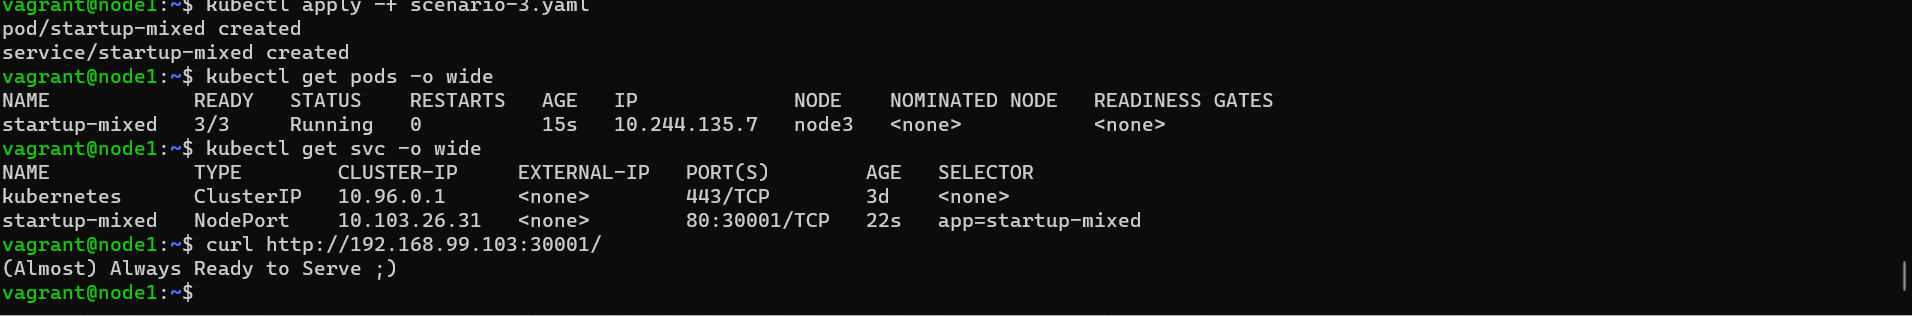 vagrant@node1:~$ kubectl apply -f scenario-3.yaml
pod/startup-mixed created
service/startup-mixed created
vagrant@node1:~$ kubectl get pods -o wide
NAME            READY   STATUS    RESTARTS   AGE   IP             NODE    NOMINATED NODE   READINESS GATES
startup-mixed   3/3     Running   0          15s   10.244.135.7   node3   <none>           <none>
vagrant@node1:~$ kubectl get svc -o wide
NAME            TYPE        CLUSTER-IP     EXTERNAL-IP   PORT(S)        AGE   SELECTOR
kubernetes      ClusterIP   10.96.0.1      <none>        443/TCP        3d    <none>
startup-mixed   NodePort    10.103.26.31   <none>        80:30001/TCP   22s   app=startup-mixed
vagrant@node1:~$ curl http://192.168.99.103:30001/
(Almost) Always Ready to Serve ;)
vagrant@node1:~$